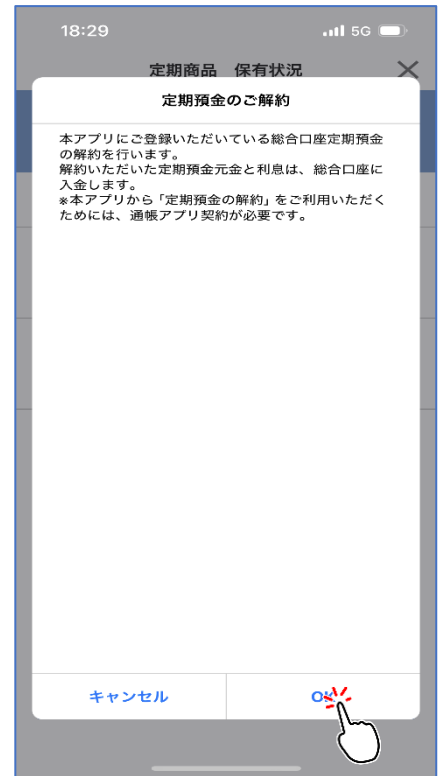 18:29
5G
定期商品 保有状況
定期預金のご解約
本アプリにご登録いただいている総合口座定期預金
の解約を行います。
解約いただいた定期預金元金と利息は、総合口座に
入金します。
*本アプリから「定期預金の解約」をご利用いただく
ためには、通帳アプリ契約が必要です。
キャンセル
OK